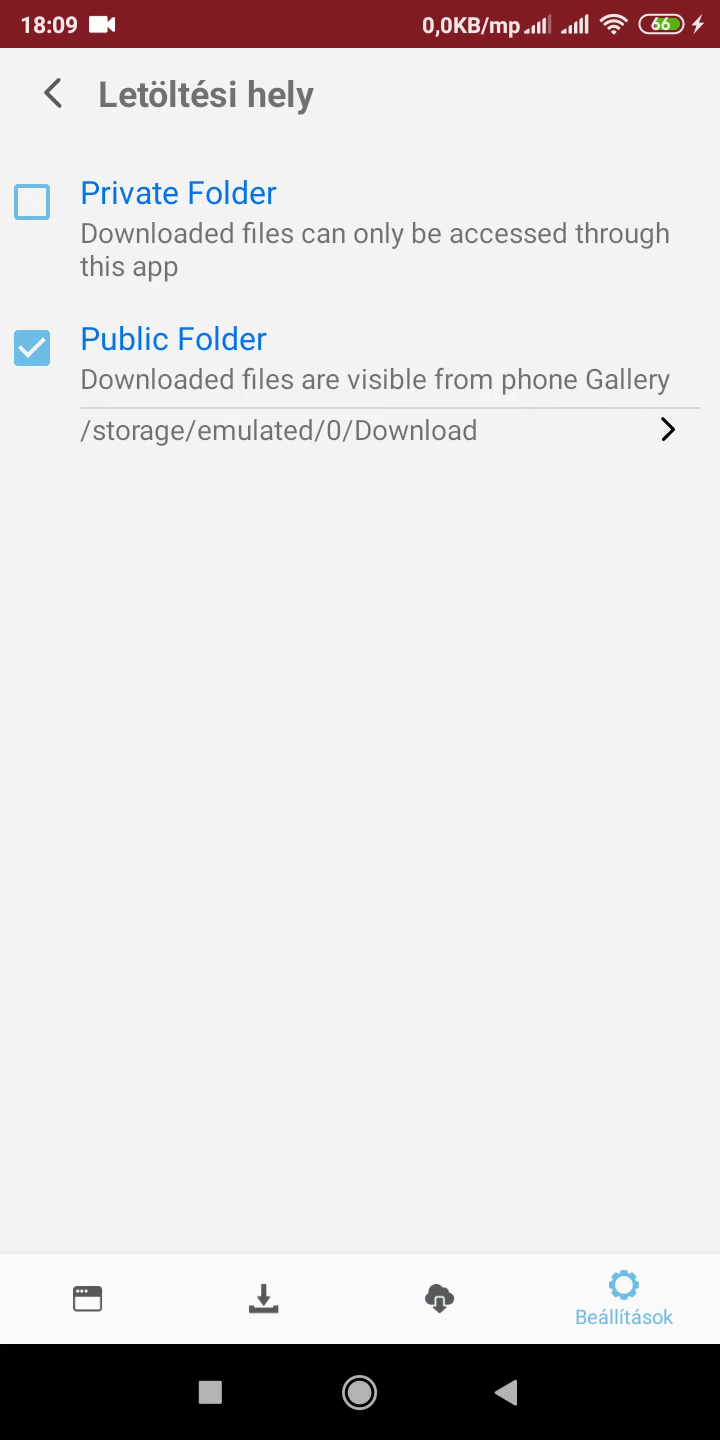 18:09
0,0KB/mp
66
Letöltési hely
Private Folder
Downloaded files can only be accessed through
this app
Public Folder
Downloaded files are visible from phone Gallery
/storage/emulated/0/Download
Beállítások